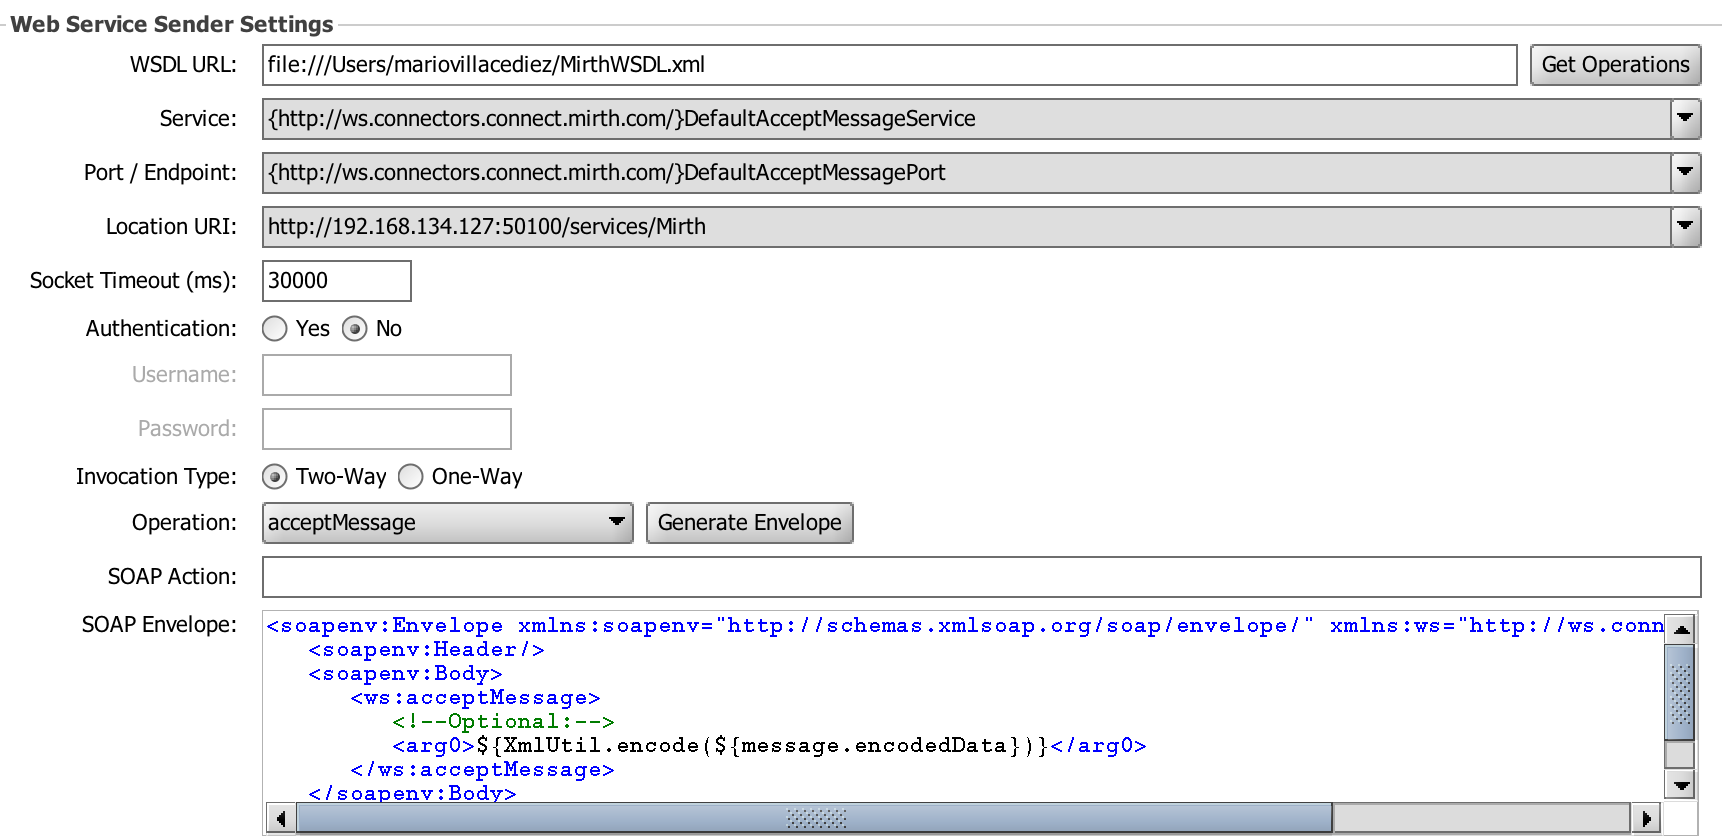 Web Service Sender Settings
WSDL URL: file:///Users/mariovillacediez/MirthWSDL.xml Get Operations
Service: {http://ws.connectors.connect.mirth.com/}DefaultAcceptMessageService
Port / Endpoint: {http://ws.connectors.connect.mirth.com/}DefaultAcceptMessagePort
Location URI: http://192.168.134.127:50100/services/Mirth
Socket Timeout (ms): 30000
Authentication: Yes No
Username:
Password:
Invocation Type: Two-Way One-Way
Operation: acceptMessage Generate Envelope
SOAP Action:
SOAP Envelope: <soapenv:Envelope xmlns:soapenv="http://schemas.xmlsoap.org/soap/envelope/" xmlns:ws="http://ws.conn
<soapenv:Header/>
<soapenv:Body>
<ws:acceptMessage>
<!--Optional:-->
<arg0>${XmlUtil.encode(${message.encodedData})}</arg0>
</ws:acceptMessage>
</soapenv:Body>